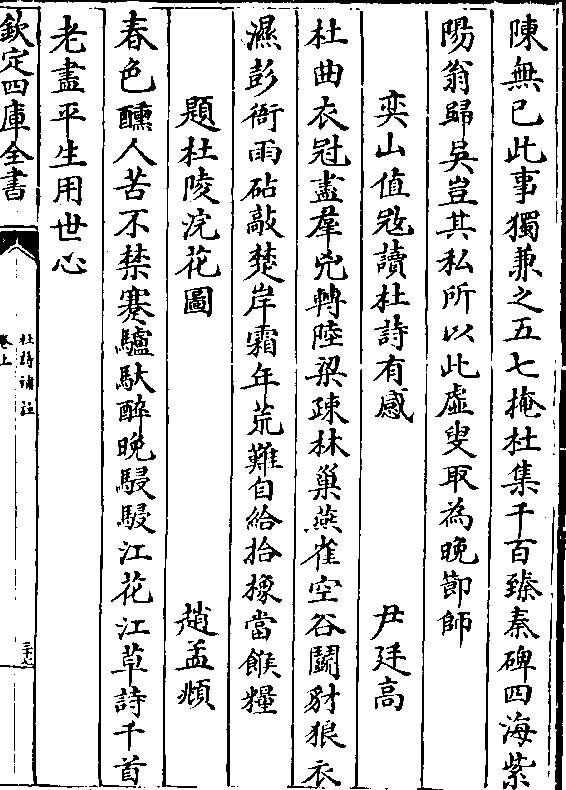 陳無已此事獨兼之五七掩杜集千百臻秦碑四海紫
陽翁歸吳豈其私所以此虛叟取為晚節師
奕山值㓂讀杜詩有感 尹廷高
杜曲衣冠盡羣兇轉陸梁疎林巢燕雀空谷鬭豺狼衣
濕彭衙雨砧敲楚岸霜年荒難自給拾橡當餱糧
題杜陵浣花圖 趙孟頫
春色醺人苦不禁蹇驢馱醉晚駸駸江花江草詩千首
老盡平生用世心
欽定四庫全書
杜詩詳註
卷上